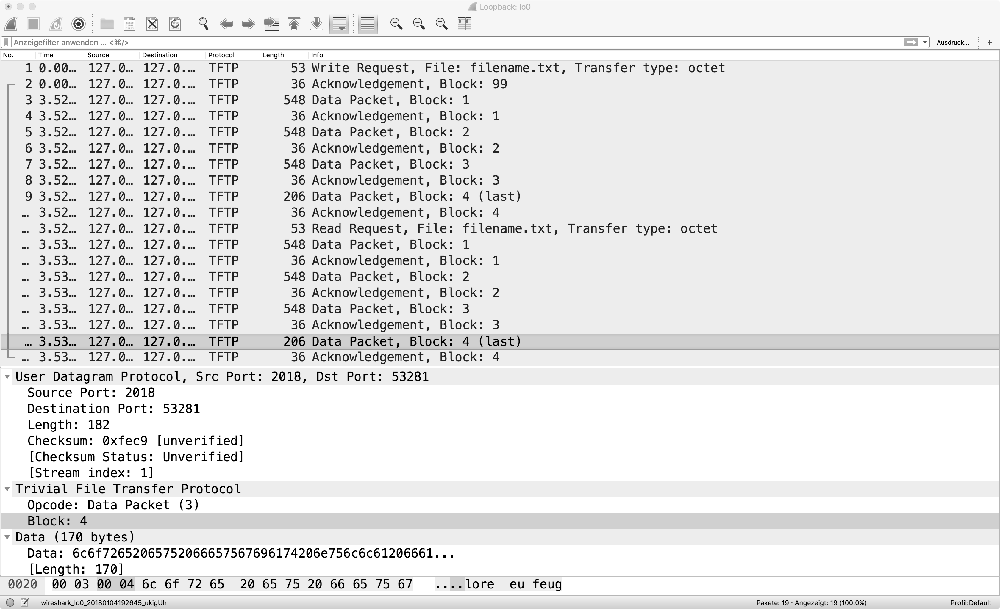 Loopback: lo0
Anzeigefilter anwenden ... <⌘/> Ausdruck... +
No. Time Source Destination Protocol Length Info
1 0.00… 127.0… 127.0.… TFTP 53 Write Request, File: filename.txt, Transfer type: octet
2 0.00… 127.0… 127.0.… TFTP 36 Acknowledgement, Block: 99
3 3.52… 127.0… 127.0.… TFTP 548 Data Packet, Block: 1
4 3.52… 127.0… 127.0.… TFTP 36 Acknowledgement, Block: 1
5 3.52… 127.0… 127.0.… TFTP 548 Data Packet, Block: 2
6 3.52… 127.0… 127.0.… TFTP 36 Acknowledgement, Block: 2
7 3.52… 127.0… 127.0.… TFTP 548 Data Packet, Block: 3
8 3.52… 127.0… 127.0.… TFTP 36 Acknowledgement, Block: 3
9 3.52… 127.0… 127.0.… TFTP 206 Data Packet, Block: 4 (last)
… 3.52… 127.0… 127.0.… TFTP 36 Acknowledgement, Block: 4
… 3.52… 127.0… 127.0.… TFTP 53 Read Request, File: filename.txt, Transfer type: octet
… 3.53… 127.0… 127.0.… TFTP 548 Data Packet, Block: 1
… 3.53… 127.0… 127.0.… TFTP 36 Acknowledgement, Block: 1
… 3.53… 127.0… 127.0.… TFTP 548 Data Packet, Block: 2
… 3.53… 127.0… 127.0.… TFTP 36 Acknowledgement, Block: 2
… 3.53… 127.0… 127.0.… TFTP 548 Data Packet, Block: 3
… 3.53… 127.0… 127.0.… TFTP 36 Acknowledgement, Block: 3
… 3.53… 127.0… 127.0.… TFTP 206 Data Packet, Block: 4 (last)
… 3.53… 127.0… 127.0.… TFTP 36 Acknowledgement, Block: 4
User Datagram Protocol, Src Port: 2018, Dst Port: 53281
Source Port: 2018
Destination Port: 53281
Length: 182
Checksum: 0xfec9 [unverified]
[Checksum Status: Unverified]
[Stream index: 1]
Trivial File Transfer Protocol
Opcode: Data Packet (3)
Block: 4
Data (170 bytes)
Data: 6c6f72652065752066657567696174206e756c6c61206661...
[Length: 170]
0020 00 03 00 04 6c 6f 72 65 20 65 75 20 66 65 75 67 ....lore eu feug
wireshark_lo0_20180104192645_ukigUh Pakete: 19 · Angezeigt: 19 (100.0%) Profil:Default